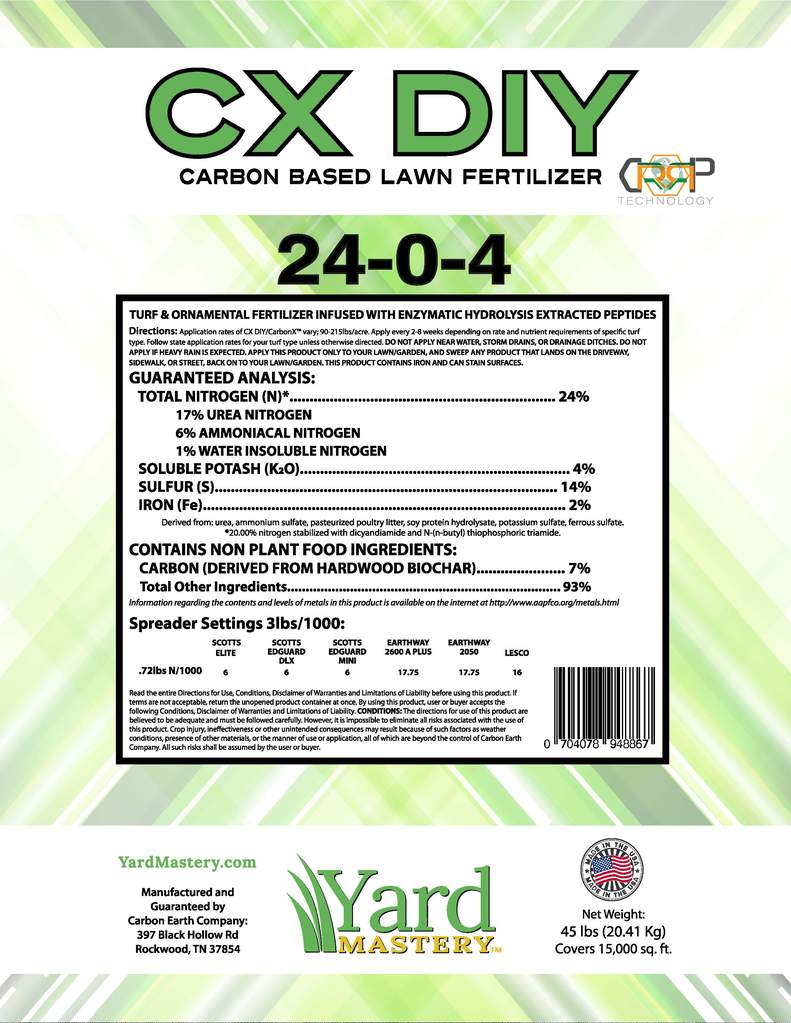 CX DIY
CARBON BASED LAWN FERTILIZER
CRRP
TECHNOLOGY
24-0-4
TURF & ORNAMENTAL FERTILIZER INFUSED WITH ENZYMATIC HYDROLYSIS EXTRACTED PEPTIDES
Directions: Application rates of CX DIY/CarbonX™ vary; 90-215lbs/acre. Apply every 2-8 weeks depending on rate and nutrient requirements of specific turf
type. Follow state application rates for your turf type unless otherwise directed. DO NOT APPLY NEAR WATER, STORM DRAINS, OR DRAINAGE DITCHES. DO NOT
APPLY IF HEAVY RAIN IS EXPECTED. APPLY THIS PRODUCT ONLY TO YOUR LAWN/GARDEN, AND SWEEP ANY PRODUCT THAT LANDS ON THE DRIVEWAY,
SIDEWALK, OR STREET, BACK ON TO YOUR LAWN/GARDEN. THIS PRODUCT CONTAINS IRON AND CAN STAIN SURFACES.
GUARANTEED ANALYSIS:
TOTAL NITROGEN (N)*.................................................................. 24%
17% UREA NITROGEN
6% AMMONIACAL NITROGEN
1% WATER INSOLUBLE NITROGEN
SOLUBLE POTASH (K₂O)................................................................... 4%
SULFUR (S)..................................................................................... 14%
IRON (Fe).......................................................................................... 2%
Derived from: urea, ammonium sulfate, pasteurized poultry litter, soy protein hydrolysate, potassium sulfate, ferrous sulfate.
*20.00% nitrogen stabilized with dicyandiamide and N-(n-butyl) thiophosphoric triamide.
CONTAINS NON PLANT FOOD INGREDIENTS:
CARBON (DERIVED FROM HARDWOOD BIOCHAR)...................... 7%
Total Other Ingredients.................................................................................. 93%
Information regarding the contents and levels of metals in this product is available on the internet at http://www.aapfco.org/metals.html
Spreader Settings 3lbs/1000:
SCOTTS ELITE SCOTTS EDGUARD DLX SCOTTS EDGUARD MINI EARTHWAY 2600 A PLUS EARTHWAY 2050 LESCO
.72lbs N/1000 6 6 6 17.75 17.75 16
Read the entire Directions for Use, Conditions, Disclaimer of Warranties and Limitations of Liability before using this product. If
terms are not acceptable, return the unopened product container at once. By using this product, user or buyer accepts the
following Conditions, Disclaimer of Warranties and Limitations of Liability. CONDITIONS: The directions for use of this product are
believed to be adequate and must be followed carefully. However, it is impossible to eliminate all risks associated with the use of
this product. Crop Injury, ineffectiveness or other unintended consequences may result because of such factors as weather
conditions, presence of other materials, or the manner of use or application, all of which are beyond the control of Carbon Earth
Company. All such risks shall be assumed by the user or buyer.
0 704078 948867
YardMastery.com
Manufactured and
Guaranteed by
Carbon Earth Company:
397 Black Hollow Rd
Rockwood, TN 37854
Yard
MASTERY™
MADE IN THE USA
MADE IN THE USA
Net Weight:
45 lbs (20.41 Kg)
Covers 15,000 sq. ft.